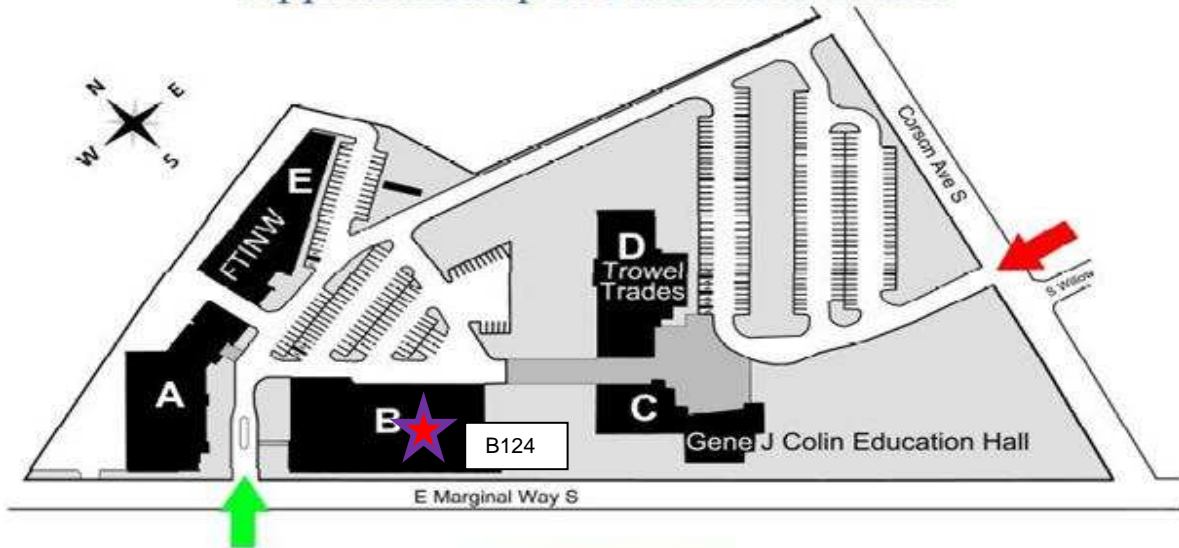 N
E
W
S
E
FTINW
A
B
B124
D
Trowel
Trades
C
Gene J Colin Education Hall
Corson Ave S
S Willow
E Marginal Way S